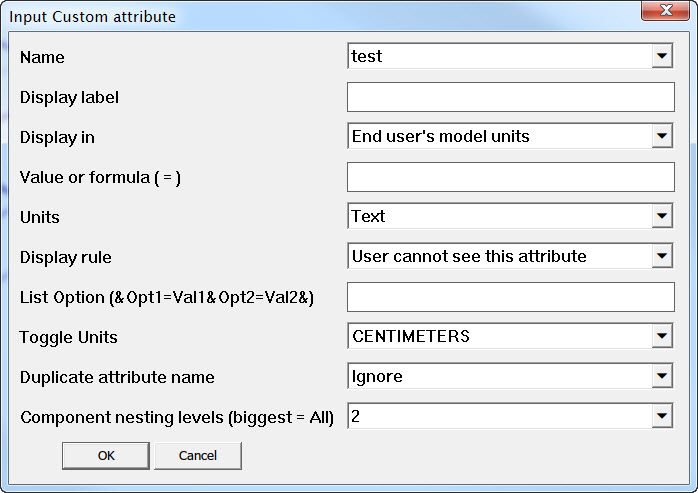 Input Custom attribute
Name test
Display label
Display in End user's model units
Value or formula ( = )
Units Text
Display rule User cannot see this attribute
List Option (&Opt1=Val1&Opt2=Val2&)
Toggle Units CENTIMETERS
Duplicate attribute name Ignore
Component nesting levels (biggest = All) 2
OK Cancel